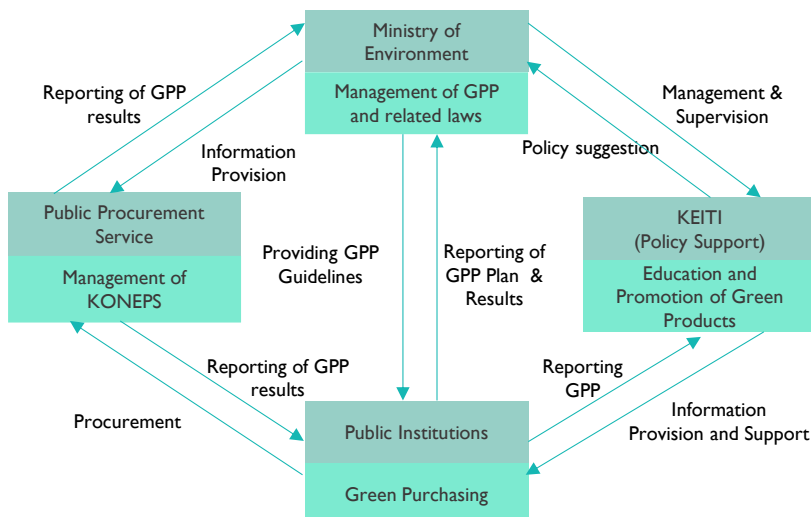 Ministry of
Environment
Management of GPP
and related laws
Reporting of GPP
results
Management &
Supervision
Information
Provision
Policy suggestion
Public Procurement
Service
Management of
KONEPS
Providing GPP
Guidelines
Reporting of
GPP Plan & 
Results
KEITI
(Policy Support)
Education and
Promotion of Green
Products
Reporting of GPP
results
Reporting
GPP
Procurement
Information
Provision and Support
Public Institutions
Green Purchasing